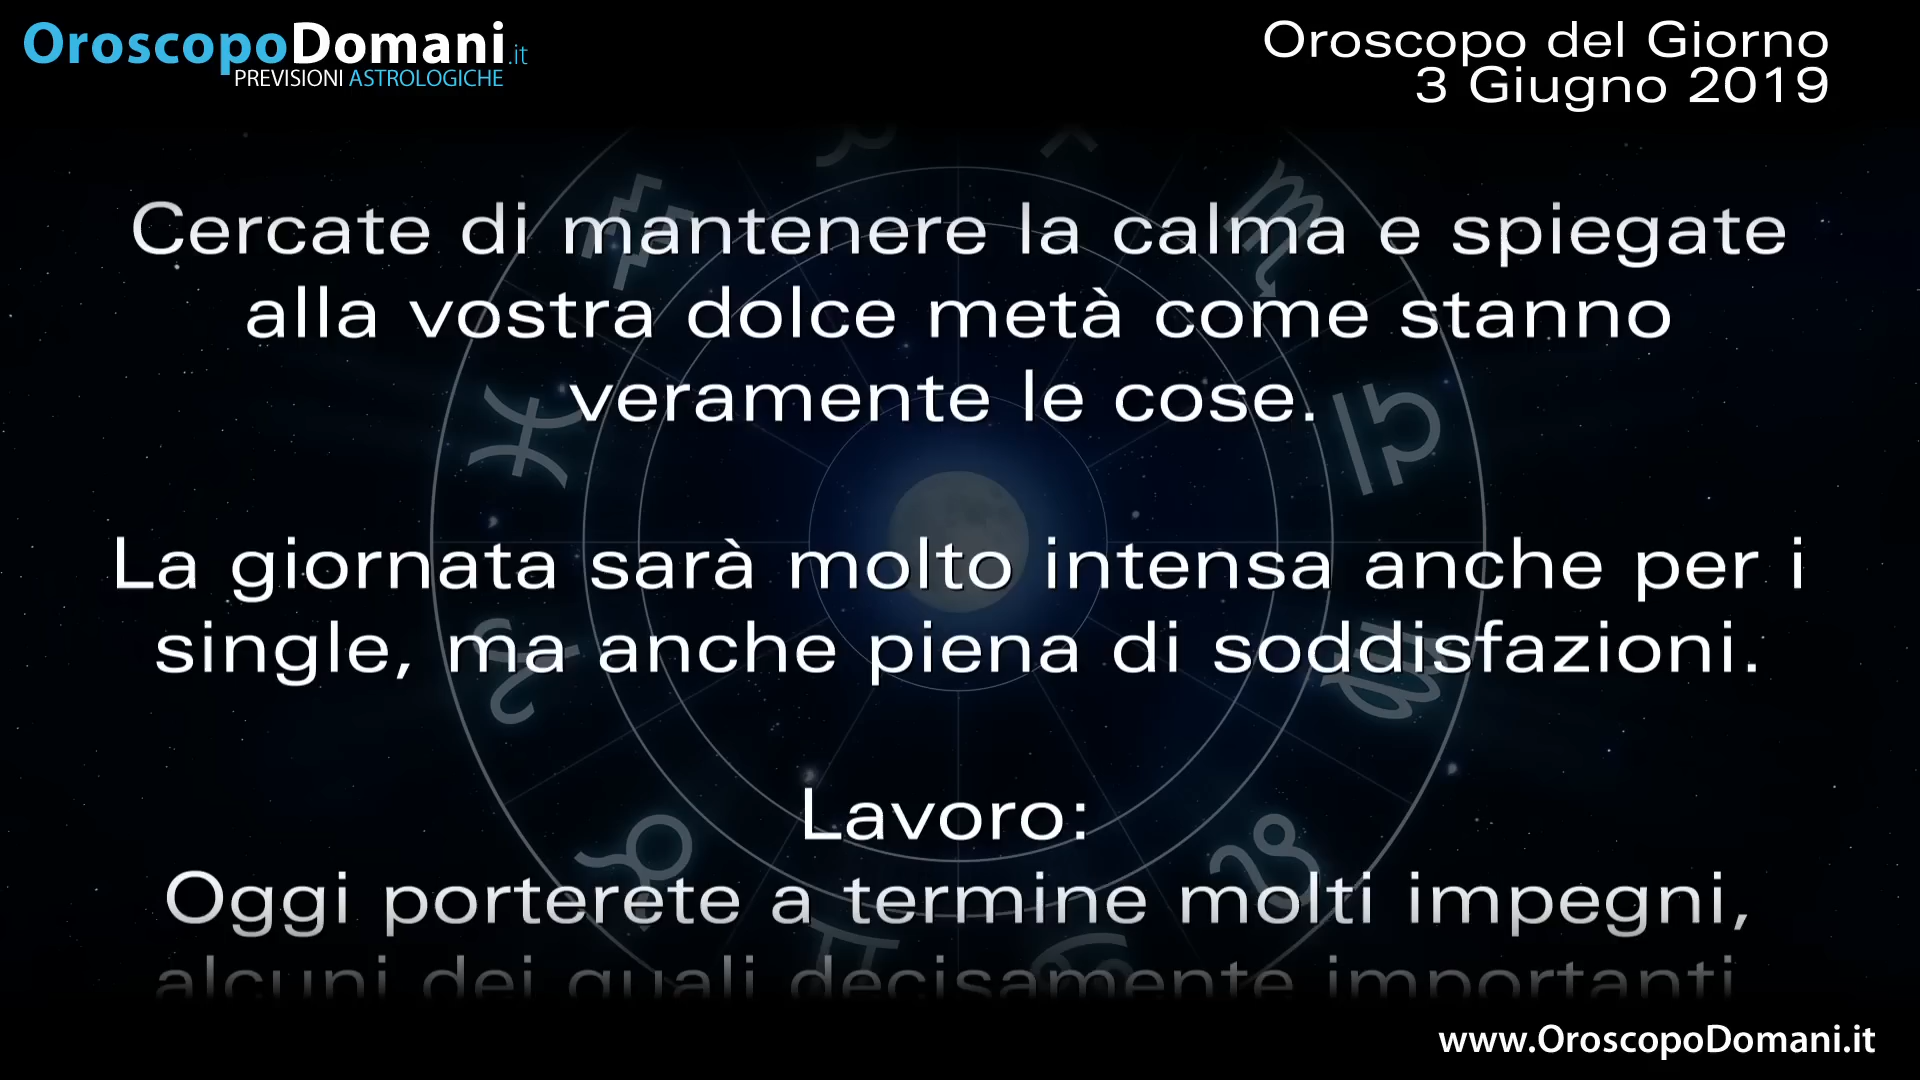 OroscopoDomani.it
PREVISIONI ASTROLOGICHE
Oroscopo del Giorno
3 Giugno 2019
Cercate di mantenere la calma e spiegate
alla vostra dolce metà come stanno
veramente le cose.
La giornata sarà molto intensa anche per i
single, ma anche piena di soddisfazioni.
Lavoro:
Oggi porterete a termine molti impegni,
alcuni dei quali decisamente importanti
www.OroscopoDomani.it